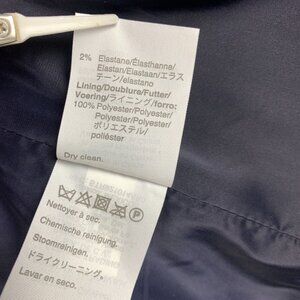 2% Elastane/Élasthanne/
Elastan/Elastaan/エラス
テーン/elastano
Lining/Doublure/Futter/
Voering/ライニング/forro:
100% Polyester/Polyester/
Polyester/Polyester/
ポリエステル/
poliéster
Dry clean.
Nettoyer à sec.
Chemische reinigung.
Stoomreinigen.
ドライクリーニング.
Lavar en seco.